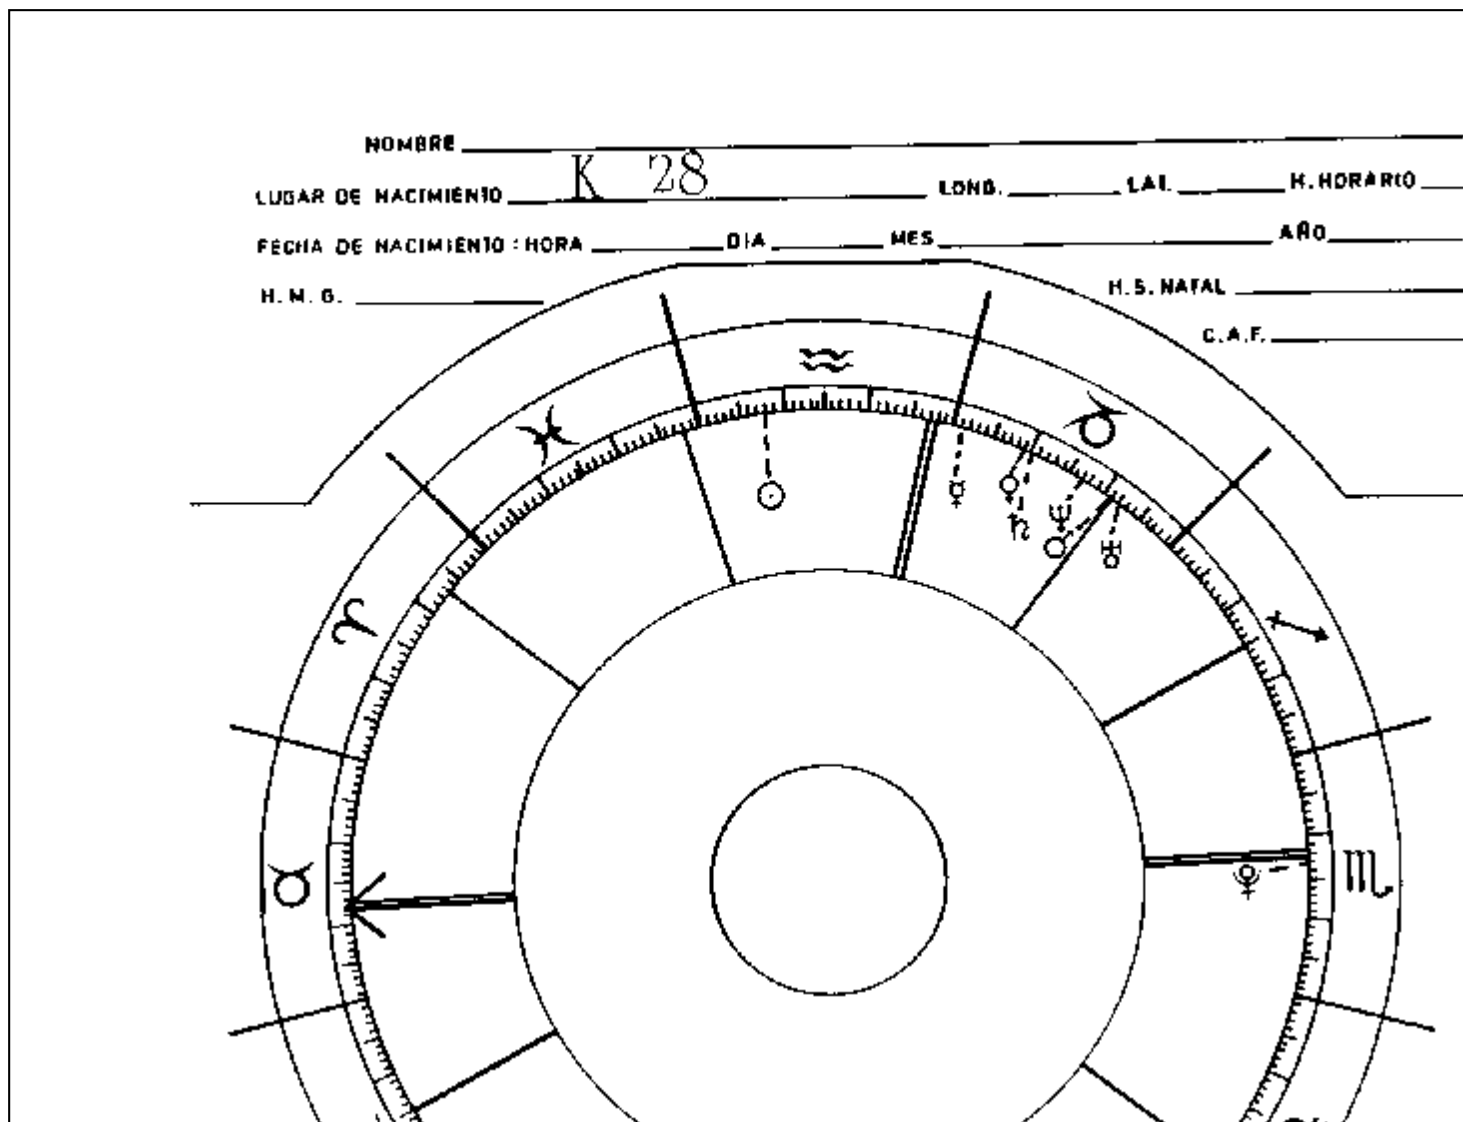 NOMBRE
K 28
LUGAR DE NACIMIENTO LONG. LAT. H.HORARIO
FECHA DE NACIMIENTO : HORA DIA MES AÑO
H.M.G. H.S.NATAL
C.A.F.
♒
♓ ♑
☉ ☿ ♀ ♄ ♆ ♅
♈ ♐
♉ ♏